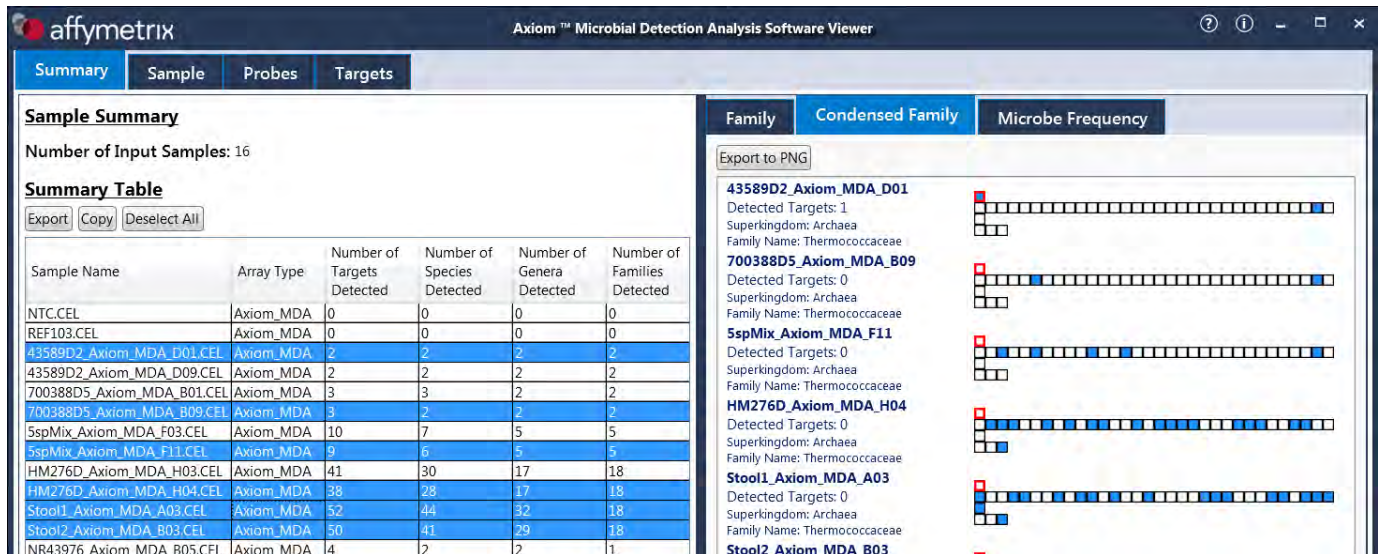 affymetrix
Axiom ™ Microbial Detection Analysis Software Viewer
Summary Sample Probes Targets
Sample Summary
Number of Input Samples: 16
Summary Table
Export Copy Deselect All
Sample Name Array Type Number of Targets Detected Number of Species Detected Number of Genera Detected Number of Families Detected
NTC.CEL Axiom_MDA 0 0 0 0
REF103.CEL Axiom_MDA 0 0 0 0
43589D2_Axiom_MDA_D01.CEL Axiom_MDA 2 2 2 2
43589D2_Axiom_MDA_D09.CEL Axiom_MDA 2 2 2 2
700388D5_Axiom_MDA_B01.CEL Axiom_MDA 3 3 2 2
700388D5_Axiom_MDA_B09.CEL Axiom_MDA 3 2 2 2
5spMix_Axiom_MDA_F03.CEL Axiom_MDA 10 7 5 5
5spMix_Axiom_MDA_F11.CEL Axiom_MDA 9 6 5 5
HM276D_Axiom_MDA_H03.CEL Axiom_MDA 41 30 17 18
HM276D_Axiom_MDA_H04.CEL Axiom_MDA 38 28 17 18
Stool1_Axiom_MDA_A03.CEL Axiom_MDA 52 44 32 18
Stool2_Axiom_MDA_B03.CEL Axiom_MDA 50 41 29 18
NR43976_Axiom_MDA_B05.CEL Axiom_MDA 4 2 2 1
Family Condensed Family Microbe Frequency
Export to PNG
43589D2_Axiom_MDA_D01
Detected Targets: 1
Superkingdom: Archaea
Family Name: Thermococcaceae
700388D5_Axiom_MDA_B09
Detected Targets: 0
Superkingdom: Archaea
Family Name: Thermococcaceae
5spMix_Axiom_MDA_F11
Detected Targets: 0
Superkingdom: Archaea
Family Name: Thermococcaceae
HM276D_Axiom_MDA_H04
Detected Targets: 0
Superkingdom: Archaea
Family Name: Thermococcaceae
Stool1_Axiom_MDA_A03
Detected Targets: 0
Superkingdom: Archaea
Family Name: Thermococcaceae
Stool2_Axiom_MDA_B03